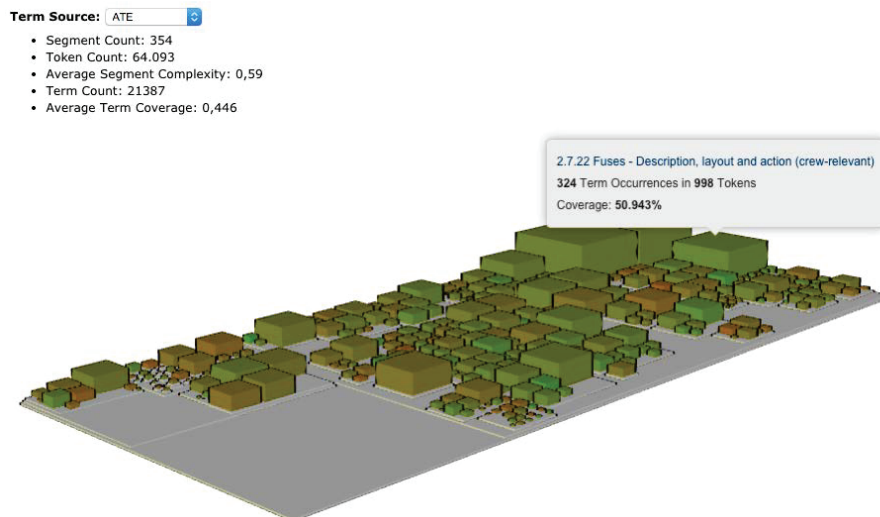 Term Source: ATE
• Segment Count: 354
• Token Count: 64.093
• Average Segment Complexity: 0,59
• Term Count: 21387
• Average Term Coverage: 0,446
2.7.22 Fuses - Description, layout and action (crew-relevant)
324 Term Occurrences in 998 Tokens
Coverage: 50.943%